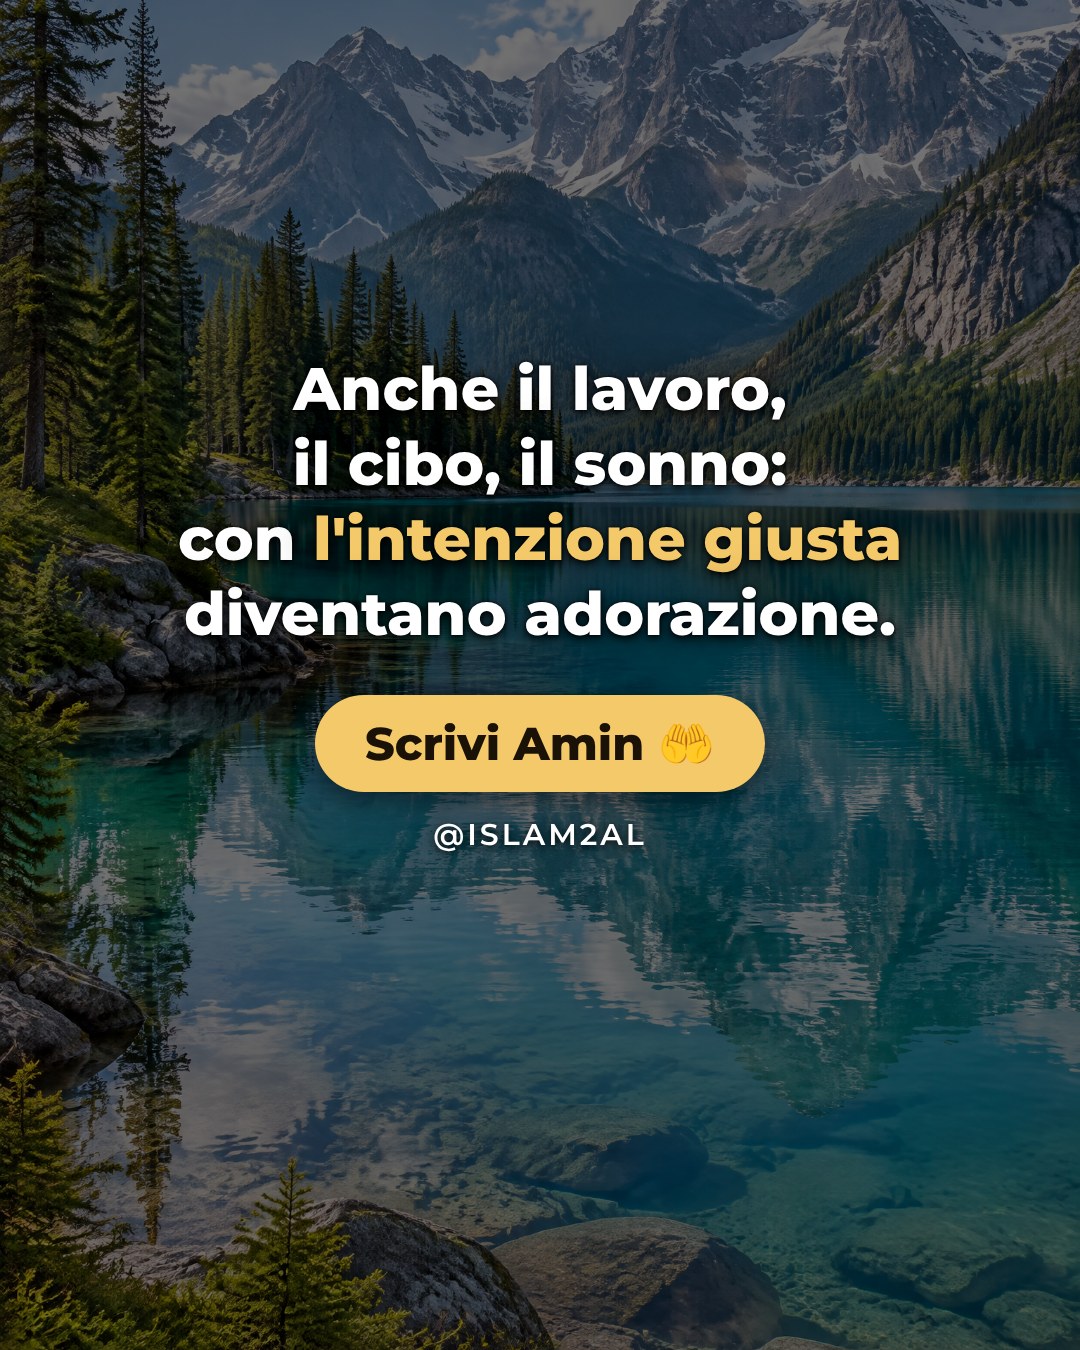 Anche il lavoro,
il cibo, il sonno:
con l'intenzione giusta
diventano adorazione.
Scrivi Amin 🤲
@ISLAM2AL